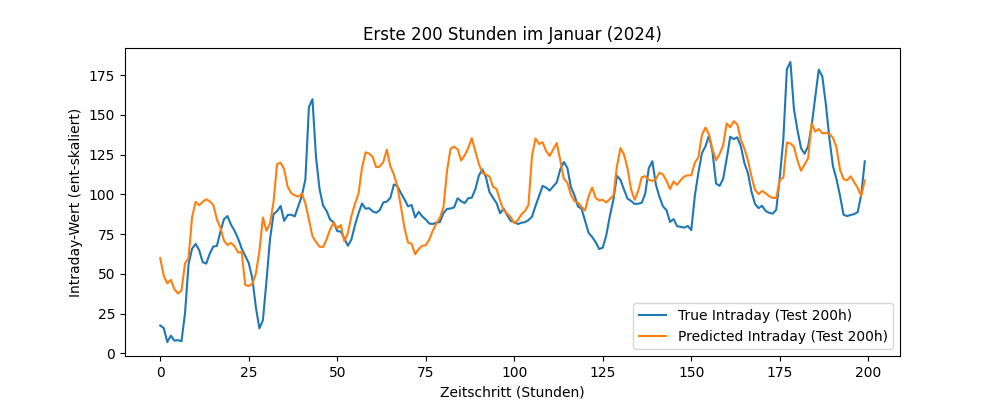 Erste 200 Stunden im Januar (2024)
Intraday-Wert (ent-skaliert)
175
150
125
100
75
50
25
0
True Intraday (Test 200h)
Predicted Intraday (Test 200h)
0 25 50 75 100 125 150 175 200
Zeitschritt (Stunden)